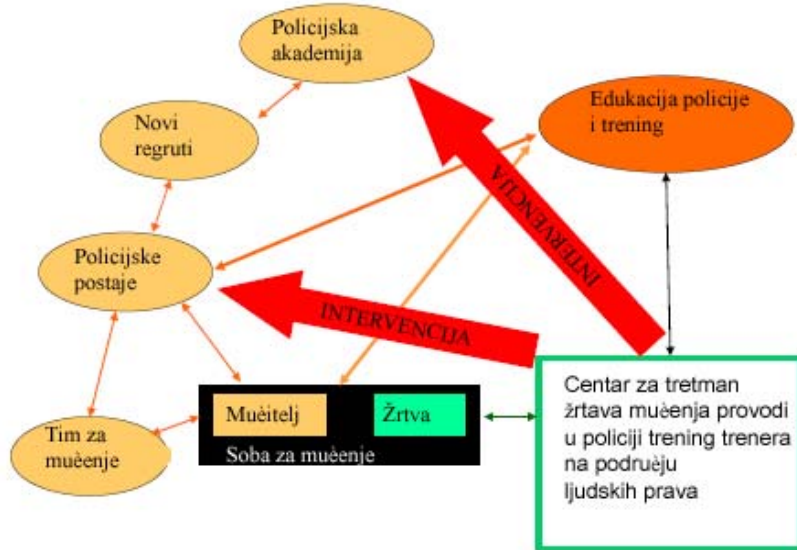 Policijska
akademija
Edukacija policije
i trening
Novi
regruti
INTERVENCIJA
Policijske
postaje
INTERVENCIJA
Muèitelj
Žrtva
Soba za muèenje
Tim za
muèenje
Centar za tretman
žrtava muèenja provodi
u policiji trening trenera
na podruèju
ljudskih prava